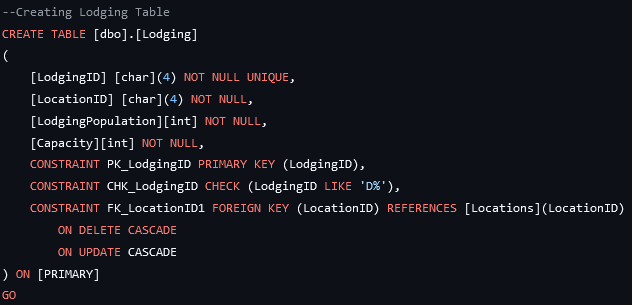 --Creating Lodging Table
CREATE TABLE [dbo].[Lodging]
(
    [LodgingID] [char](4) NOT NULL UNIQUE,
    [LocationID] [char](4) NOT NULL,
    [LodgingPopulation][int] NOT NULL,
    [Capacity][int] NOT NULL,
    CONSTRAINT PK_LodgingID PRIMARY KEY (LodgingID),
    CONSTRAINT CHK_LodgingID CHECK (LodgingID LIKE 'D%'),
    CONSTRAINT FK_LocationID1 FOREIGN KEY (LocationID) REFERENCES [Locations](LocationID)
        ON DELETE CASCADE
        ON UPDATE CASCADE
) ON [PRIMARY]
GO